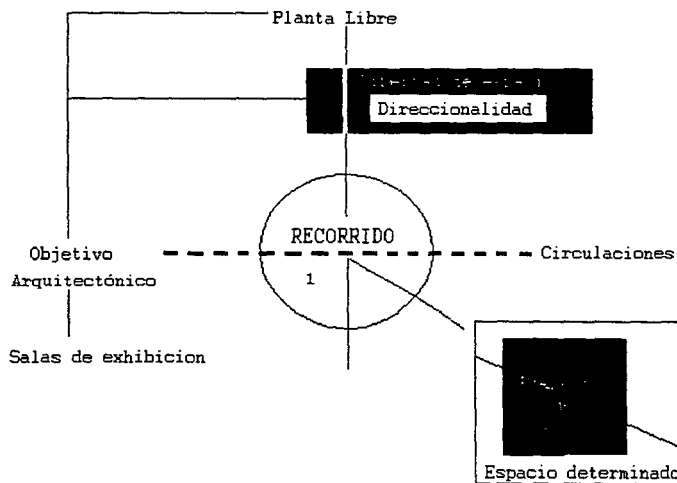 Planta Libre
Direccionalidad
RECORRIDO
1
Objetivo
Arquitectónico
Circulaciones
Salas de exhibicion
Espacio determinado